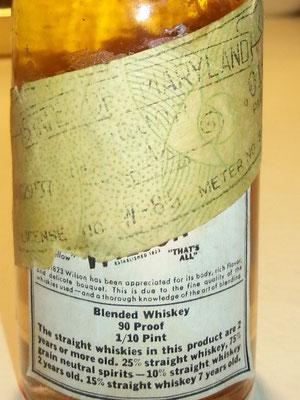 STATE OF MARYLAND
LICENSE NO. W-83 METER NO.
ESTABLISHED 1823 "THAT'S
ALL"
1823 Wilson has been appreciated for its body, rich flavor,
and delicate bouquet. This is due to the fine quality of the
whiskies used—and a thorough knowledge of the art of blending.
Blended Whiskey
90 Proof
1/10 Pint
The straight whiskies in this product are 2
years or more old. 25% straight whiskey, 75%
grain neutral spirits—10% straight whiskey
2 years old. 15% straight whiskey 7 years old.